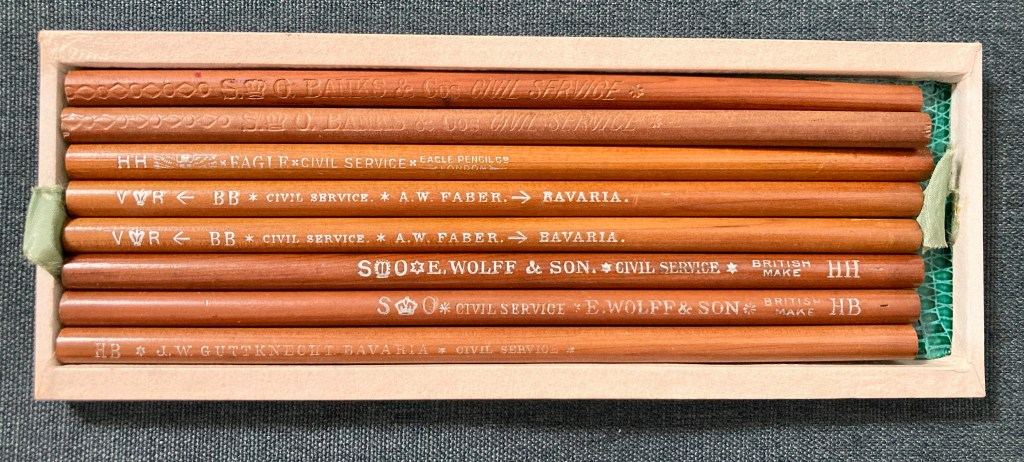 S O. BANKS & Cos CIVIL SERVICE *
S O. BANKS & Cos CIVIL SERVICE *
HH * EAGLE * CIVIL SERVICE * EAGLE PENCIL Co LONDON
V R ← BB * CIVIL SERVICE. * A.W. FABER. → BAVARIA.
V R ← BB * CIVIL SERVICE. * A.W. FABER. → BAVARIA.
S O * E. WOLFF & SON. * CIVIL SERVICE * BRITISH MAKE HH
S O * CIVIL SERVICE * E. WOLFF & SON * BRITISH MAKE HB
HB * J.W. GUTTKNECHT. BAVARIA * CIVIL SERVICE *